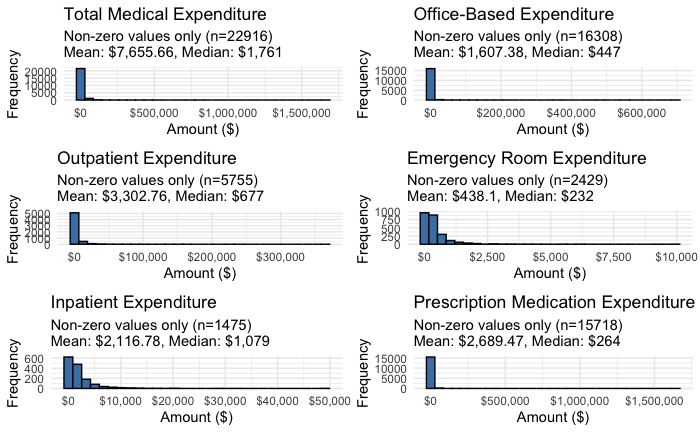 Total Medical Expenditure
Non-zero values only (n=22916)
Mean: $7,655.66, Median: $1,761
Frequency
20000
15000
10000
5000
0
$0 $500,000 $1,000,000 $1,500,000
Amount ($)
Office-Based Expenditure
Non-zero values only (n=16308)
Mean: $1,607.38, Median: $447
Frequency
15000
10000
5000
0
$0 $200,000 $400,000 $600,000
Amount ($)
Outpatient Expenditure
Non-zero values only (n=5755)
Mean: $3,302.76, Median: $677
Frequency
5000
4000
3000
2000
1000
0
$0 $100,000 $200,000 $300,000
Amount ($)
Emergency Room Expenditure
Non-zero values only (n=2429)
Mean: $438.1, Median: $232
Frequency
1000
750
500
250
0
$0 $2,500 $5,000 $7,500 $10,000
Amount ($)
Inpatient Expenditure
Non-zero values only (n=1475)
Mean: $2,116.78, Median: $1,079
Frequency
600
400
200
0
$0 $10,000 $20,000 $30,000 $40,000 $50,000
Amount ($)
Prescription Medication Expenditure
Non-zero values only (n=15718)
Mean: $2,689.47, Median: $264
Frequency
15000
10000
5000
0
$0 $500,000 $1,000,000 $1,500,000
Amount ($)